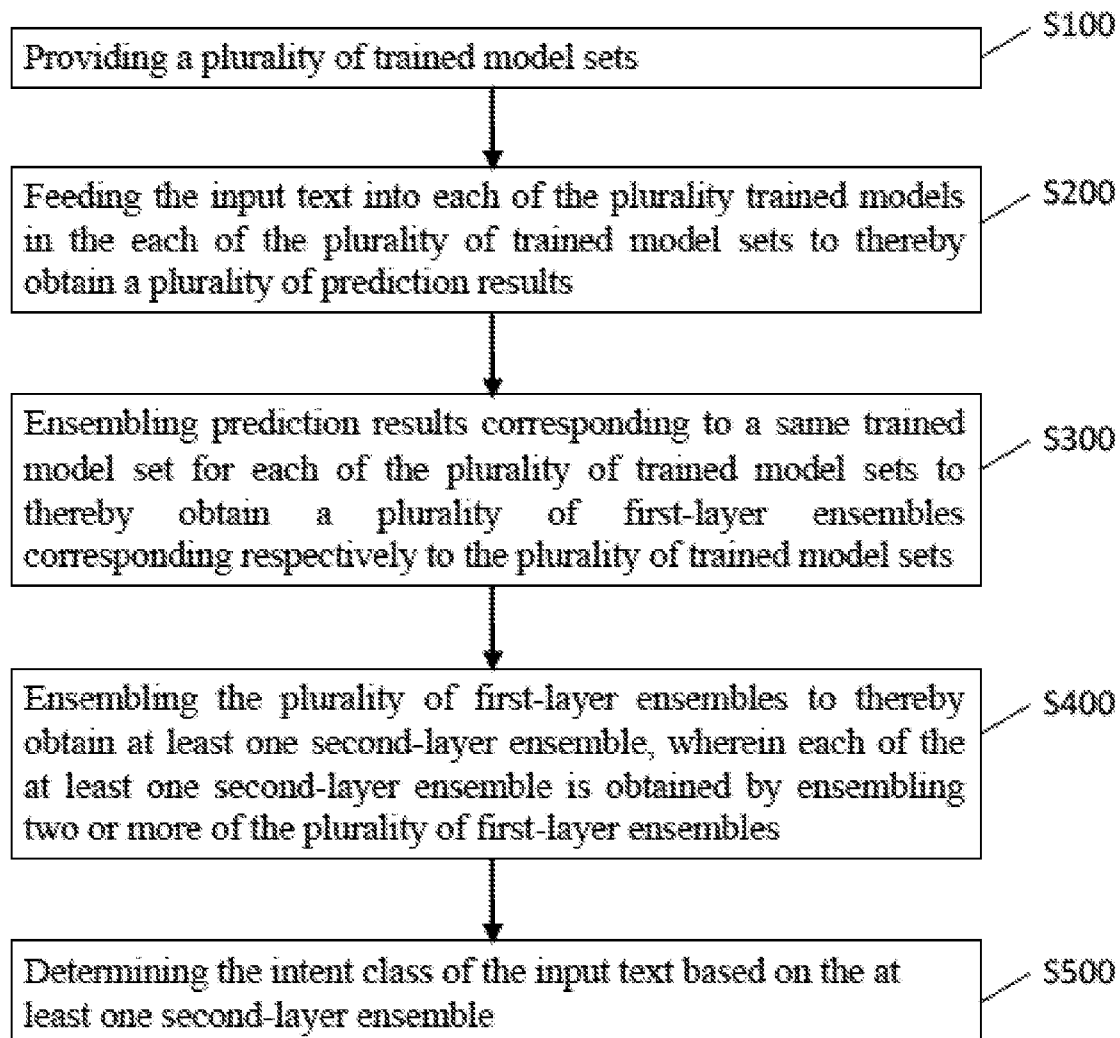 S100
Providing a plurality of trained model sets
S200
Feeding the input text into each of the plurality trained models
in the each of the plurality of trained model sets to thereby
obtain a plurality of prediction results
S300
Ensembling prediction results corresponding to a same trained
model set for each of the plurality of trained model sets to
thereby obtain a plurality of first-layer ensembles
corresponding respectively to the plurality of trained model sets
S400
Ensembling the plurality of first-layer ensembles to thereby
obtain at least one second-layer ensemble, wherein each of the
at least one second-layer ensemble is obtained by ensembling
two or more of the plurality of first-layer ensembles
S500
Determining the intent class of the input text based on the at
least one second-layer ensemble